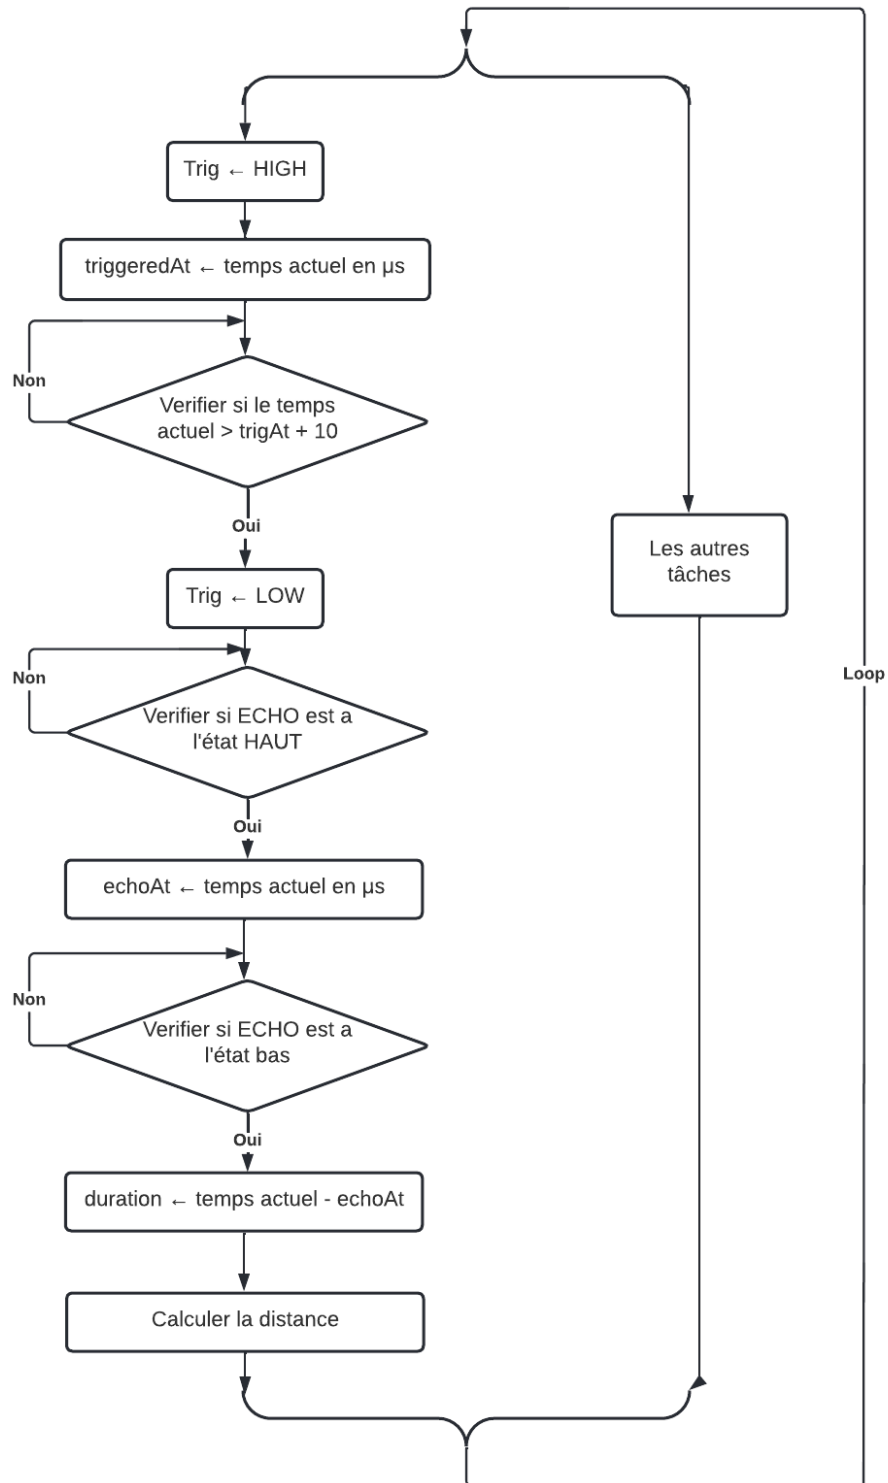 Trig ← HIGH
triggeredAt ← temps actuel en µs
Non
Verifier si le temps
actuel > trigAt + 10
Oui
Les autres
tâches
Trig ← LOW
Non
Verifier si ECHO est a
l'état HAUT
Loop
Oui
echoAt ← temps actuel en µs
Non
Verifier si ECHO est a
l'état bas
Oui
duration ← temps actuel - echoAt
Calculer la distance